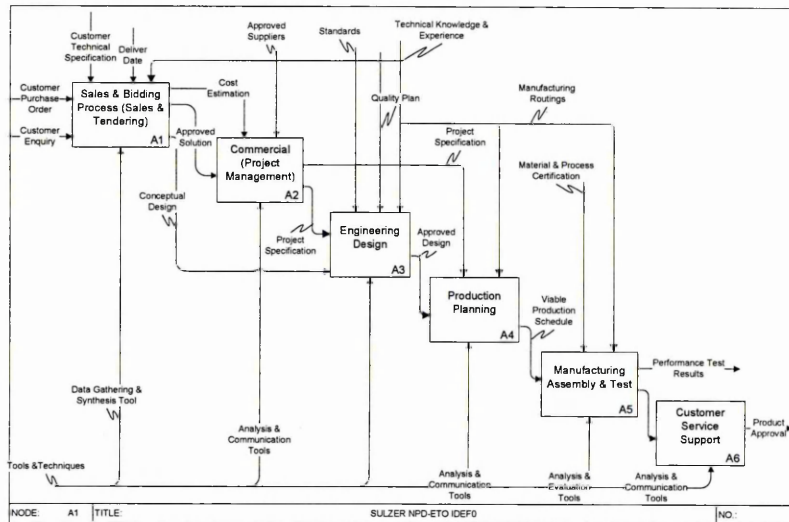 Customer
Technical
Specification
Deliver
Date
Approved
Suppliers
Standards
Technical Knowledge &
Experience
Customer
Purchase
Order
Customer
Enquiry
Sales & Bidding
Process (Sales &
Tendering)
A1
Cost
Estimation
Approved
Solution
Quality Plan
Manufacturing
Routings
Commercial
(Project
Management)
A2
Project
Specification
Material & Process
Certification
Conceptual
Design
Project
Specification
Engineering
Design
A3
Approved
Design
Production
Planning
A4
Viable
Production
Schedule
Manufacturing
Assembly & Test
A5
Performance Test
Results
Customer
Service
Support
A6
Product
Approval
Data Gathering &
Synthesis Tool
Analysis &
Communication
Tools
Tools &Techniques
Analysis &
Communication
Tools
Analysis &
Evaluation
Tools
Analysis &
Communication
Tools
NODE: A1 TITLE: SULZER NPD-ETO IDEF0 NO.: